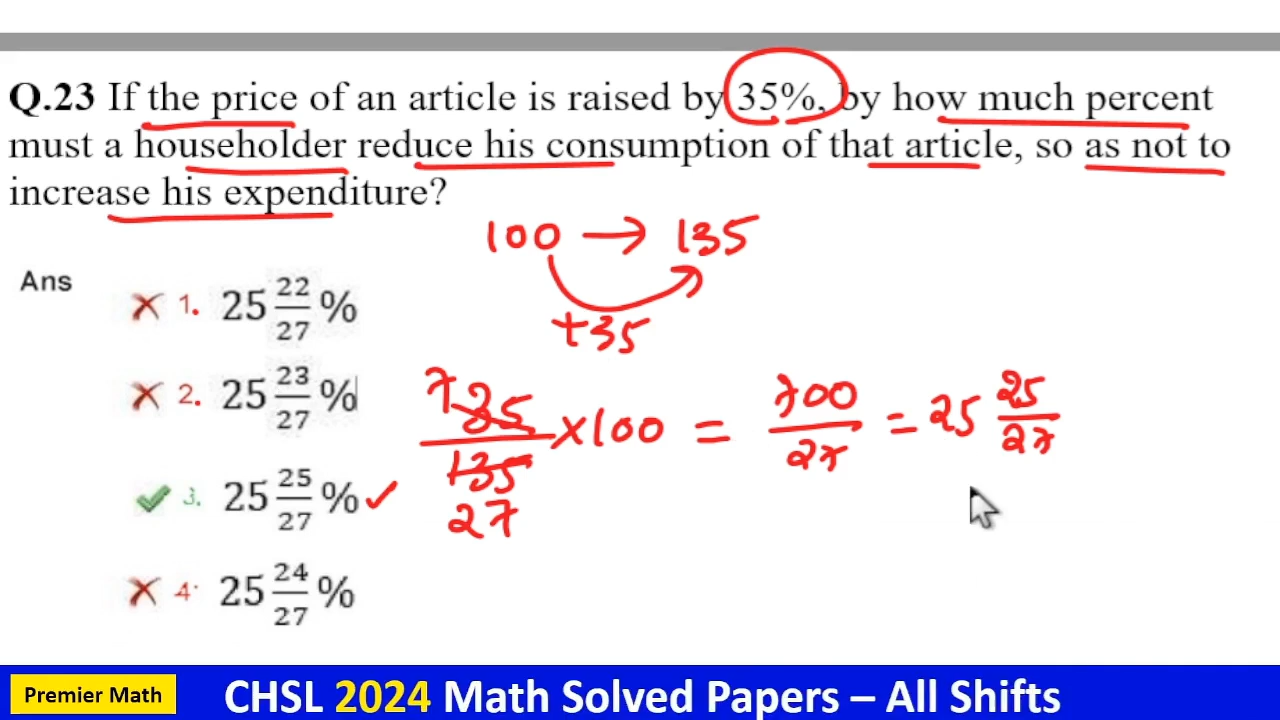 Q.23 If the price of an article is raised by 35%, by how much percent
must a householder reduce his consumption of that article, so as not to
increase his expenditure?
100 → 135
+35
Ans
1. 25 22/27 %
2. 25 23/27 %
3. 25 25/27 %
4. 25 24/27 %
7 35/135 27 × 100 = 700/27 = 25 25/27
Premier Math
CHSL 2024 Math Solved Papers – All Shifts